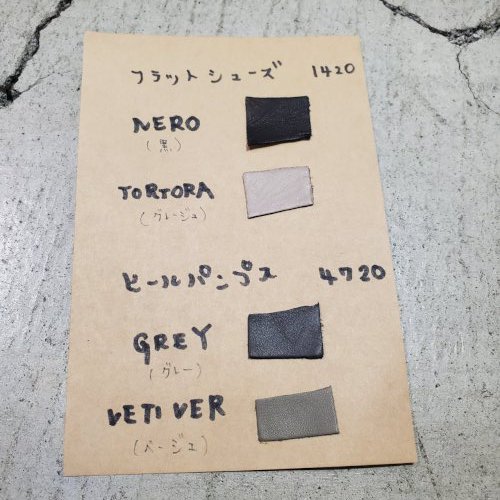 フラットシューズ 1420
NERO
(黒)
TORTORA
(グレージュ)
ヒールパンプス 4720
GREY
(グレー)
VETIVER
(ベージュ)